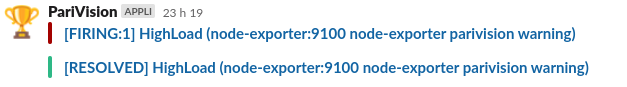 PariVision APPLI 23 h 19
[FIRING:1] HighLoad (node-exporter:9100 node-exporter parivision warning)
[RESOLVED] HighLoad (node-exporter:9100 node-exporter parivision warning)